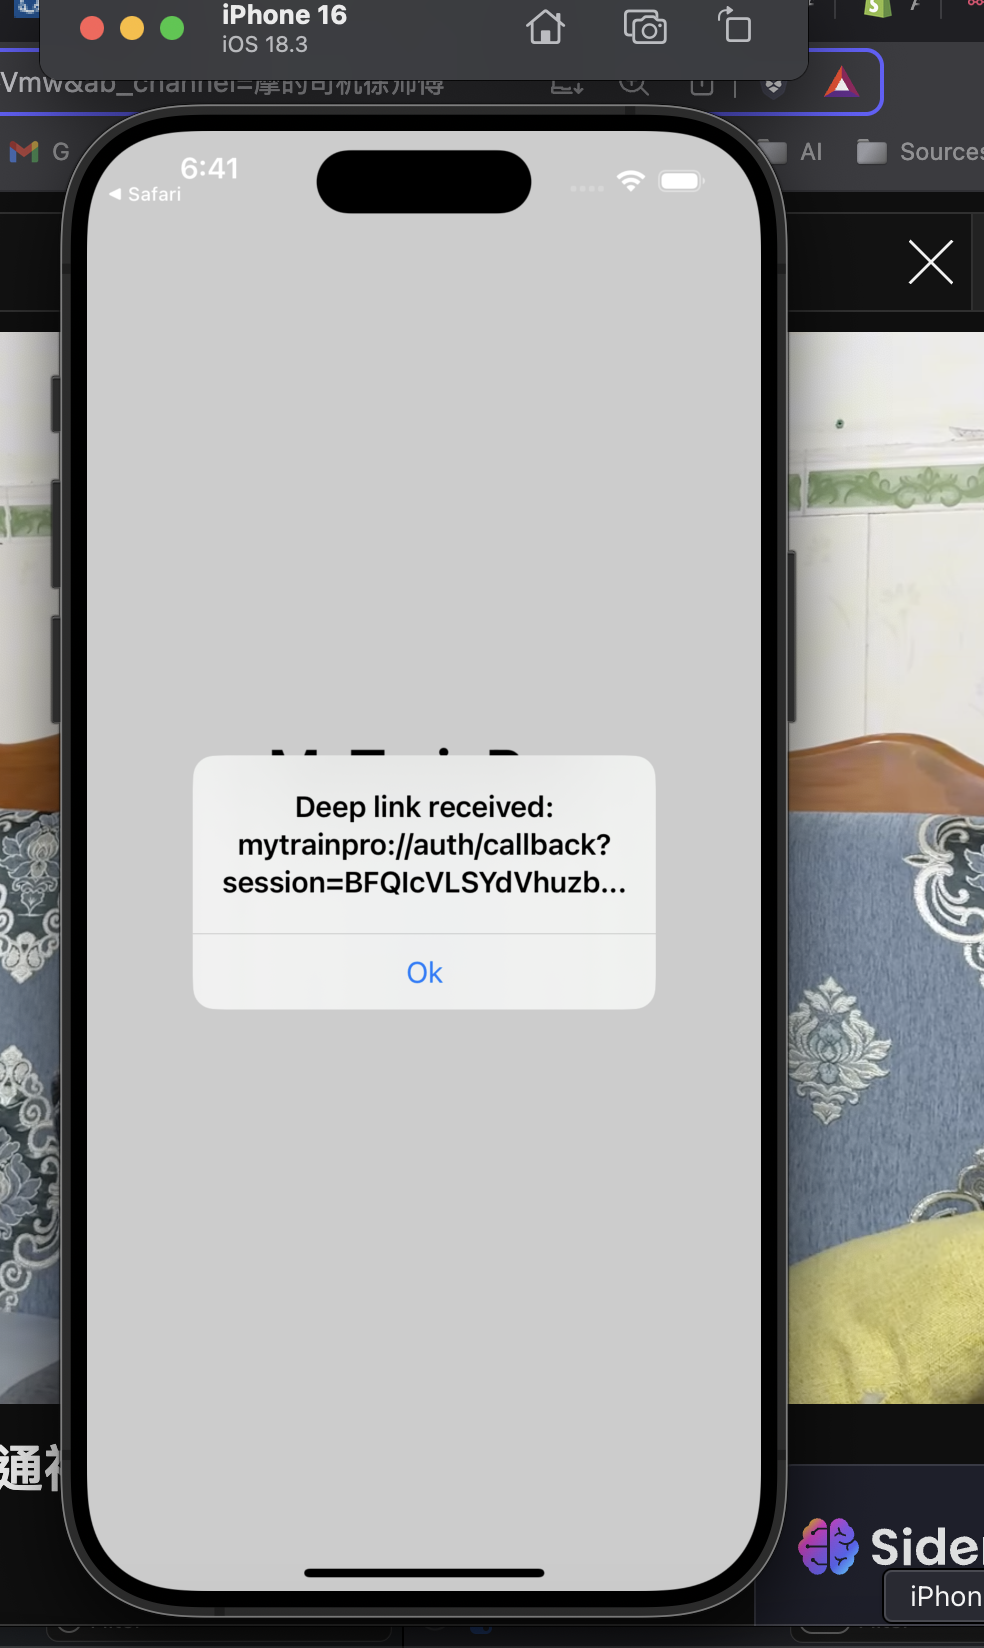 iPhone 16
iOS 18.3
Vmw&ab_channel=摩的司机徐师傅
G
AI
Sources
6:41
◀ Safari
Deep link received:
mytrainpro://auth/callback?
session=BFQIcVLSYdVhuzb...
Ok
通
Sider
iPhon